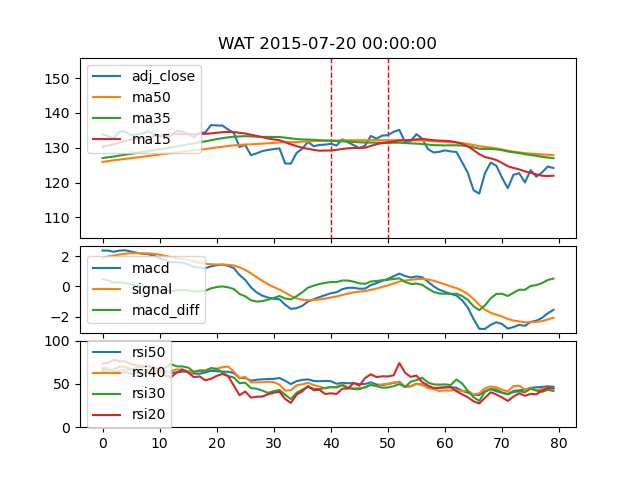 WAT 2015-07-20 00:00:00
150
140
130
120
110
adj_close
ma50
ma35
ma15
2
0
−2
macd
signal
macd_diff
100
50
0
rsi50
rsi40
rsi30
rsi20
0 10 20 30 40 50 60 70 80